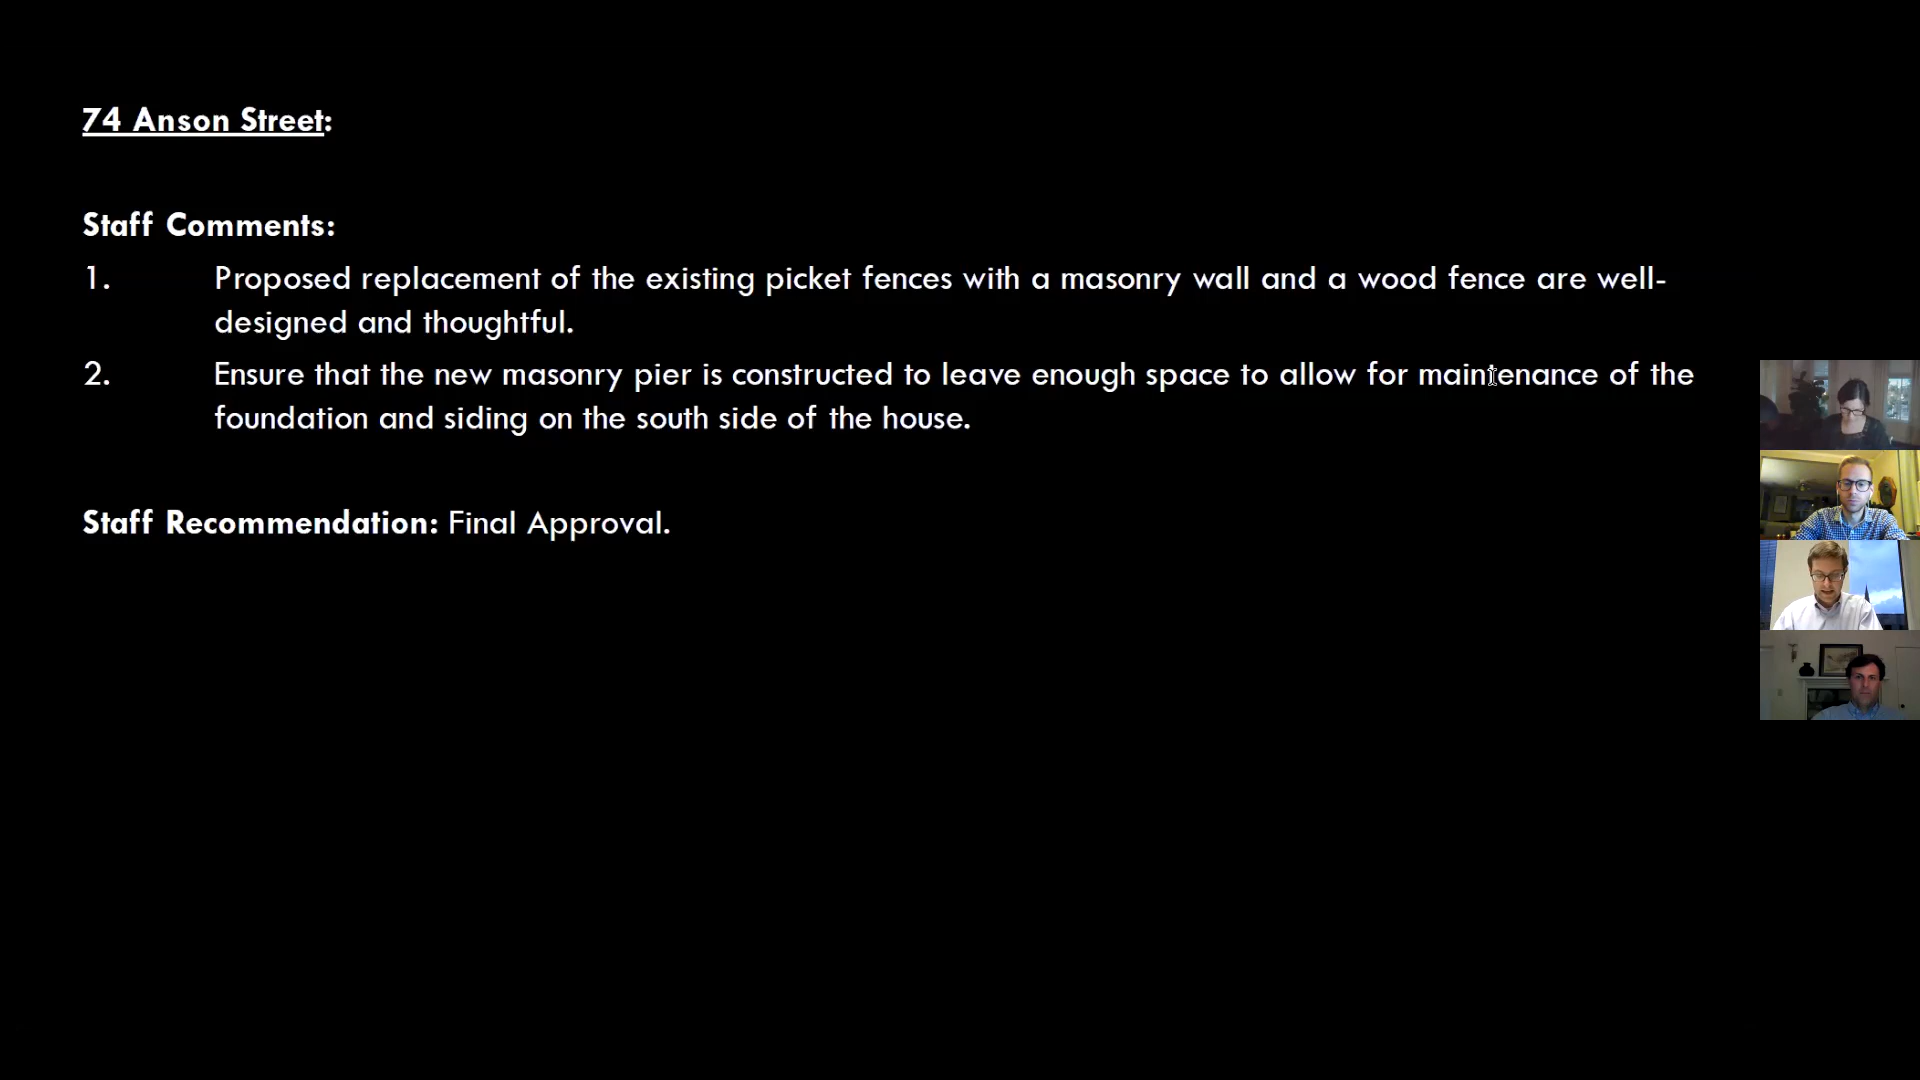 74 Anson Street:
Staff Comments:
1. Proposed replacement of the existing picket fences with a masonry wall and a wood fence are well-
designed and thoughtful.
2. Ensure that the new masonry pier is constructed to leave enough space to allow for maintenance of the
foundation and siding on the south side of the house.
Staff Recommendation: Final Approval.